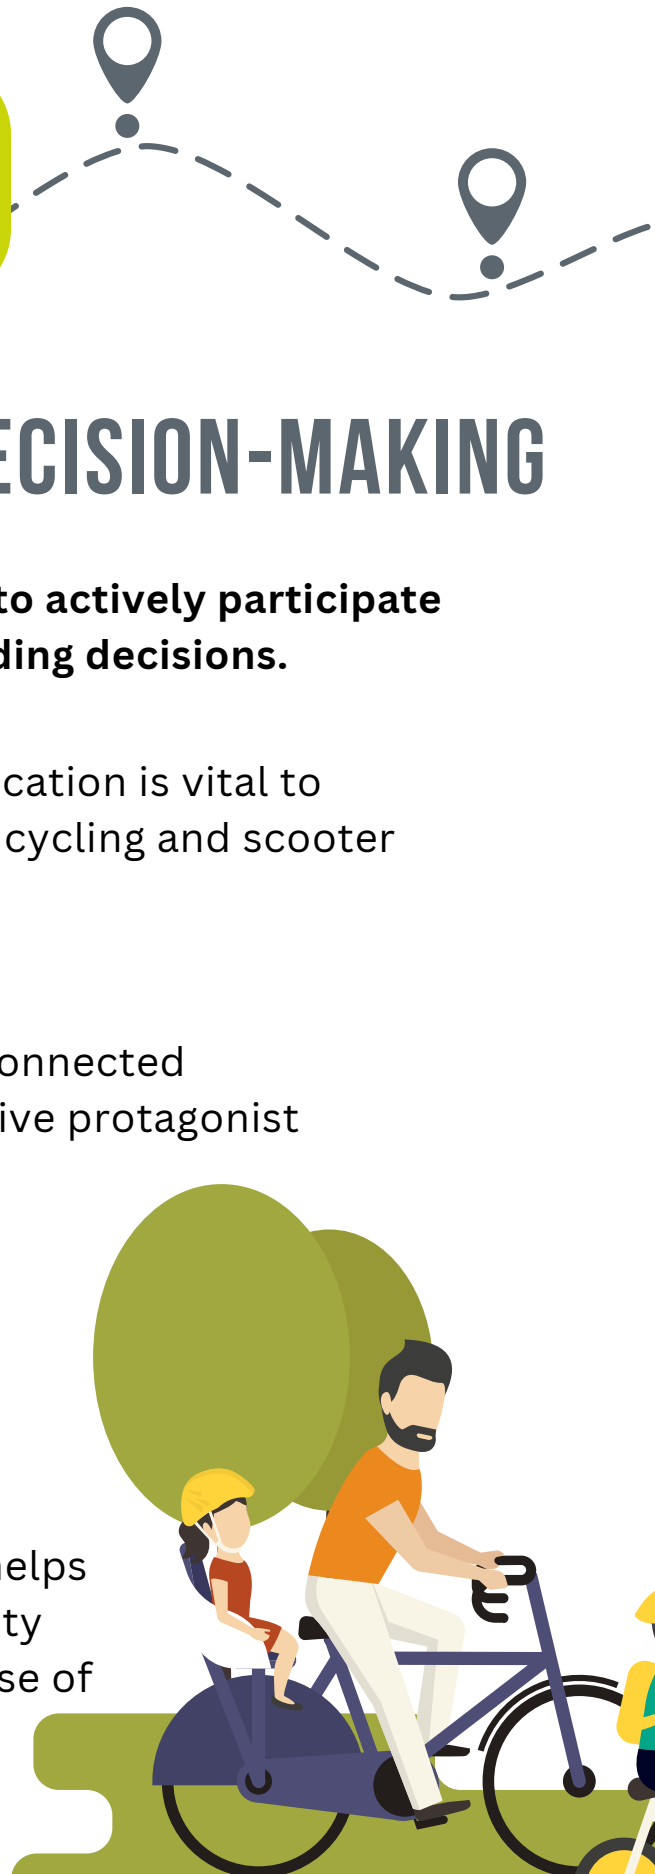 ECISION-MAKING
to actively participate
ding decisions.
cation is vital to
cycling and scooter
onnected
ive protagonist
helps
ty
se of